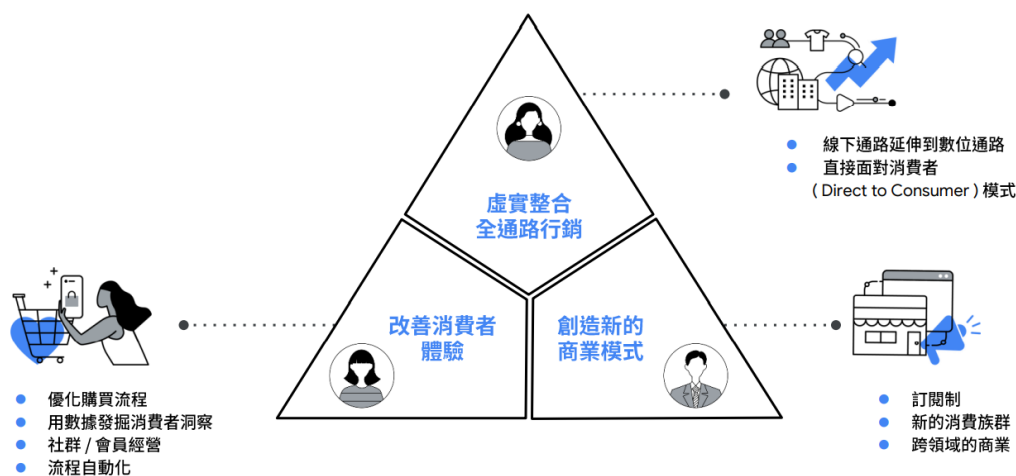 虛實整合
全通路行銷
線下通路延伸到數位通路
直接面對消費者
( Direct to Consumer ) 模式
改善消費者
體驗
優化購買流程
用數據發掘消費者洞察
社群 / 會員經營
流程自動化
創造新的
商業模式
訂閱制
新的消費族群
跨領域的商業